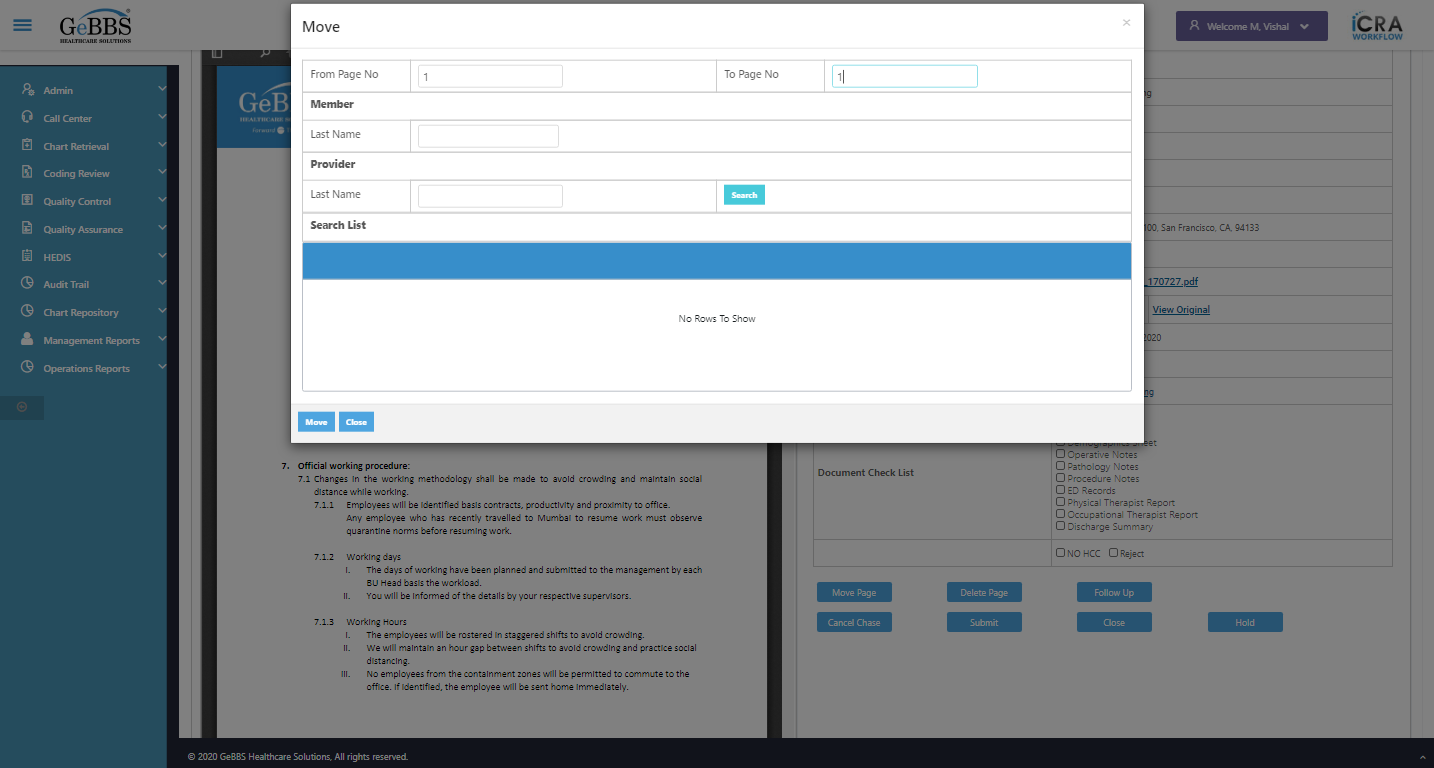 GeBBS
HEALTHCARE SOLUTIONS
Move
×
Welcome M, Vishal
iCRA
WORKFLOW
From Page No 1 To Page No 1
Member
Last Name
Provider
Last Name Search
Search List
No Rows To Show
Move Close
Admin
Call Center
Chart Retrieval
Coding Review
Quality Control
Quality Assurance
HEDIS
Audit Trail
Chart Repository
Management Reports
Operations Reports
GeB
7. Official working procedure:
7.1 Changes in the working methodology shall be made to avoid crowding and maintain social
distance while working.
7.1.1 Employees will be identified basis contracts, productivity and proximity to office.
Any employee who has recently travelled to Mumbai to resume work must observe
quarantine norms before resuming work.
7.1.2 Working days
I. The days of working have been planned and submitted to the management by each
BU Head basis the workload.
II. You will be informed of the details by your respective supervisors.
7.1.3 Working Hours
I. The employees will be rostered in staggered shifts to avoid crowding.
II. We will maintain an hour gap between shifts to avoid crowding and practice social
distancing.
III. No employees from the containment zones will be permitted to commute to the
office. If identified, the employee will be sent home immediately.
ng
100, San Francisco, CA, 94133
_170727.pdf
View Original
2020
ng
Document Check List
Demographics Sheet
Operative Notes
Pathology Notes
Procedure Notes
ED Records
Physical Therapist Report
Occupational Therapist Report
Discharge Summary
NO HCC Reject
Move Page Delete Page Follow Up
Cancel Chase Submit Close Hold
© 2020 GeBBS Healthcare Solutions, All rights reserved.